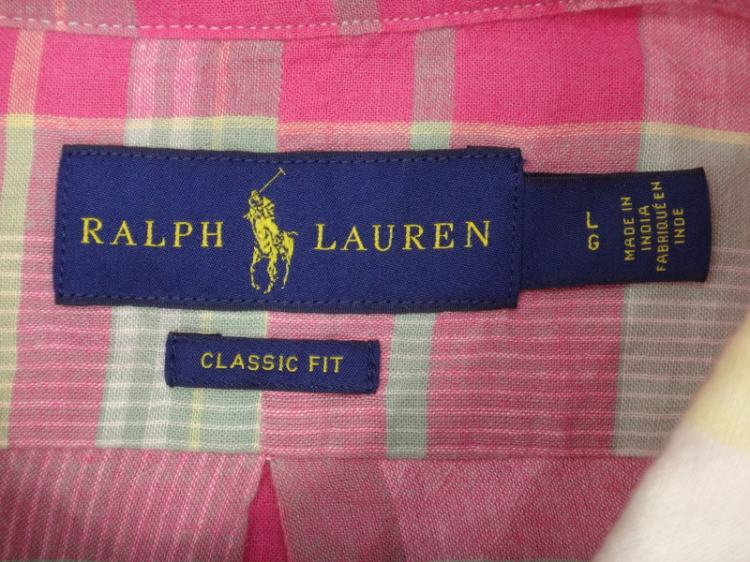 RALPH LAUREN
L
G
MADE IN
INDIA
FABRIQUÉ EN
INDE
CLASSIC FIT